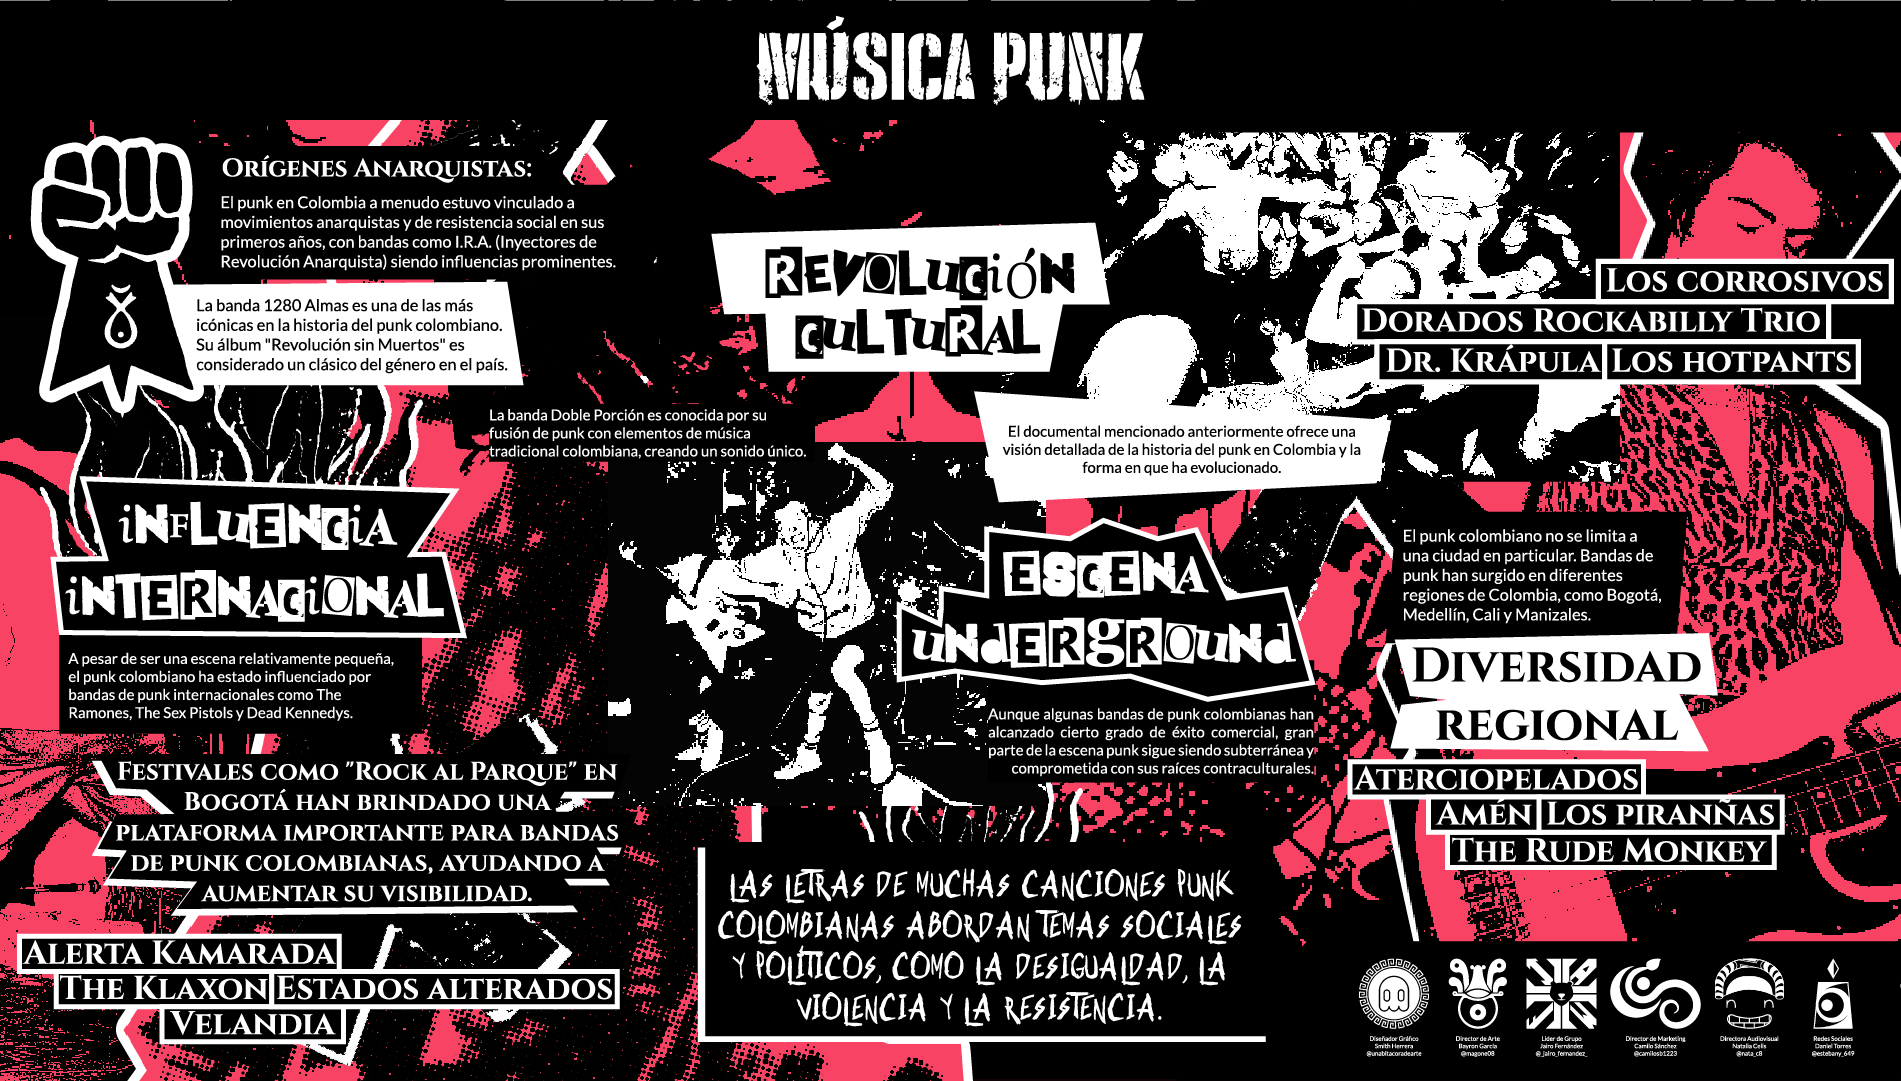 MÚSICA PUNK
ORÍGENES ANARQUISTAS:
El punk en Colombia a menudo estuvo vinculado a
movimientos anarquistas y de resistencia social en sus
primeros años, con bandas como I.R.A. (Inyectores de
Revolución Anarquista) siendo influencias prominentes.
La banda 1280 Almas es una de las más
icónicas en la historia del punk colombiano.
Su álbum "Revolución sin Muertos" es
considerado un clásico del género en el país.
La banda Doble Porción es conocida por su
fusión de punk con elementos de música
tradicional colombiana, creando un sonido único.
INFLUENCIA
INTERNACIONAL
A pesar de ser una escena relativamente pequeña,
el punk colombiano ha estado influenciado por
bandas de punk internacionales como The
Ramones, The Sex Pistols y Dead Kennedys.
FESTIVALES COMO "ROCK AL PARQUE" EN
BOGOTÁ HAN BRINDADO UNA
PLATAFORMA IMPORTANTE PARA BANDAS
DE PUNK COLOMBIANAS, AYUDANDO A
AUMENTAR SU VISIBILIDAD.
ALERTA KAMARADA
THE KLAXON ESTADOS ALTERADOS
VELANDIA
REVOLUCIÓN
CULTURAL
El documental mencionado anteriormente ofrece una
visión detallada de la historia del punk en Colombia y la
forma en que ha evolucionado.
ESCENA
UNDERGROUND
Aunque algunas bandas de punk colombianas han
alcanzado cierto grado de éxito comercial, gran
parte de la escena punk sigue siendo subterránea y
comprometida con sus raíces contraculturales.
LAS LETRAS DE MUCHAS CANCIONES PUNK
COLOMBIANAS ABORDAN TEMAS SOCIALES
Y POLÍTICOS, COMO LA DESIGUALDAD, LA
VIOLENCIA Y LA RESISTENCIA.
LOS CORROSIVOS
DORADOS ROCKABILLY TRIO
DR. KRÁPULA LOS HOTPANTS
El punk colombiano no se limita a
una ciudad en particular. Bandas de
punk han surgido en diferentes
regiones de Colombia, como Bogotá,
Medellín, Cali y Manizales.
DIVERSIDAD
REGIONAL
ATERCIOPELADOS
AMÉN LOS PIRANÑAS
THE RUDE MONKEY
Diseñador Gráfico
Smith Herrera
@unabitacoradearte
Director de Arte
Bayron García
@magone08
Lider de Grupo
Jairo Fernández
@_jairo_fernandez_
Director de Marketing
Camilo Sánchez
@camilosb1223
Directora Audiovisual
Natalia Celis
@nata_c8
Redes Sociales
Daniel Torres
@estebany_649